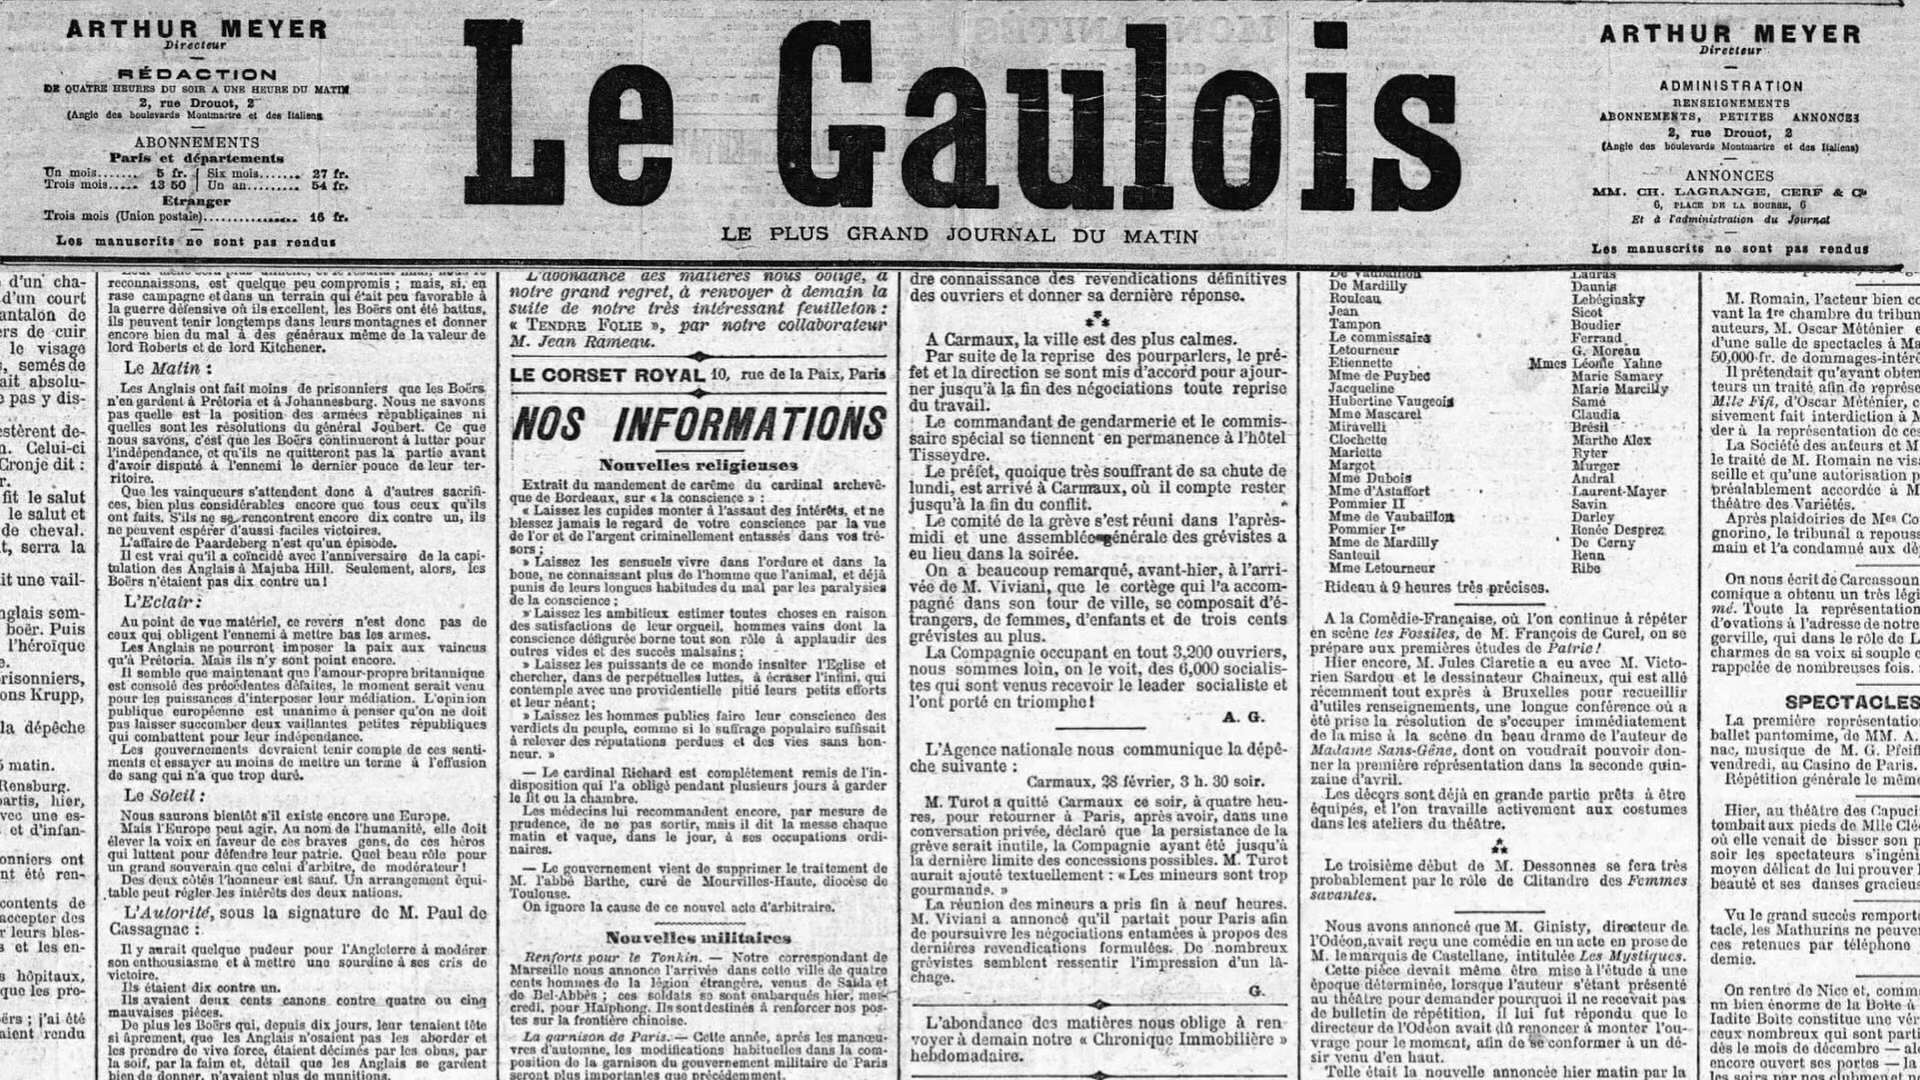 ARTHUR MEYER
Directeur
RÉDACTION
DE QUATRE HEURES DU SOIR A UNE HEURE DU MATIN
2, rue Drouot, 2
(Angle des boulevards Montmartre et des Italiens
ABONNEMENTS
Paris et départements
Un mois....... 5 fr. | Six mois....... 27 fr.
Trois mois..... 13 50 | Un an......... 54 fr.
Etranger
Trois mois (Union postale).............. 16 fr.
Les manuscrits ne sont pas rendus
Le Gaulois
LE PLUS GRAND JOURNAL DU MATIN
ARTHUR MEYER
Directeur
ADMINISTRATION
RENSEIGNEMENTS
ABONNEMENTS, PETITES ANNONCES
2, rue Drouot, 2
(Angle des boulevards Montmartre et des Italiens)
ANNONCES
MM. CH. LAGRANGE, CERF & Cie
6, PLACE DE LA BOURSE, 6
Et à l'administration du Journal
Les manuscrits ne sont pas rendus
d'un' cha-
d'un court
pantalon de
de cuir
le visage
semés de
ait absolu-
pas y dis-
de-
Celui-ci
Cronje dit :
fit le salut
le salut et
de cheval.
serra la
une vail-
sem-
boër. Puis
l'héroïque
Krupp,
la dépêche
matin.
Rensburg.
hier,
une es-
et d'infan-
ont
été ren-
de
accepter des
leurs bles-
et les en-
hôpitaux,
que les pre-
; j'ai été
rendu
reconnaissons, est quelque peu compromis ; mais, si, en
rase campagne et dans un terrain qui était peu favorable à
la guerre défensive où ils excellent, les Boërs ont été battus,
ils peuvent tenir longtemps dans leurs montagnes et donner
encore bien du mal à des généraux même de la valeur de
lord Roberts et de lord Kitchener.
Le Matin :
Les Anglais ont fait moins de prisonniers que les Boërs
n'en gardent à Prétoria et à Johannesburg. Nous ne savons
pas quelle est la position des armées républicaines ni
quelles sont les résolutions du général Joubert. Ce que
nous savons, c'est que les Boërs continueront à lutter pour
l'indépendance, et qu'ils ne quitteront pas la partie avant
d'avoir disputé à l'ennemi le dernier pouce de leur ter-
ritoire.
Que les vainqueurs s'attendent donc à d'autres sacrifi-
ces, bien plus considérables encore que tous ceux qu'ils
ont faits. S'ils ne se rencontrent encore dix contre un, ils
ne peuvent espérer d'aussi faciles victoires.
L'affaire de Paardeberg n'est qu'un épisode.
Il est vrai qu'il a coïncidé avec l'anniversaire de la capi-
tulation des Anglais à Majuba Hill. Seulement, alors, les
Boërs n'étaient pas dix contre un !
L'Eclair :
Au point de vue matériel, ce revers n'est donc pas de
ceux qui obligent l'ennemi à mettre bas les armes.
Les Anglais ne pourront imposer la paix aux vaincus
qu'à Prétoria. Mais ils n'y sont point encore.
Il semble que maintenant que l'amour-propre britannique
est consolé des précédentes défaites, le moment serait venu
pour les puissances d'interposer leur médiation. L'opinion
publique européenne est unanime à penser qu'on ne doit
pas laisser succomber deux vaillantes petites républiques
qui combattent pour leur indépendance.
Les gouvernements devraient tenir compte de ces senti-
ments et essayer au moins de mettre un terme à l'effusion
de sang qui n'a que trop duré.
Le Soleil :
Nous saurons bientôt s'il existe encore une Europe.
Mais l'Europe peut agir. Au nom de l'humanité, elle doit
élever la voix en faveur de ces braves gens, de ces héros
qui luttent pour défendre leur patrie. Quel beau rôle pour
un grand souverain que celui d'arbitre, de modérateur !
Des deux côtés l'honneur est sauf. Un arrangement équi-
table peut régler les intérêts des deux nations.
L'Autorité, sous la signature de M. Paul de
Cassagnac :
Il y aurait quelque pudeur pour l'Angleterre à modérer
son enthousiasme et à mettre une sourdine à ses cris de
victoire.
Ils étaient dix contre un.
Ils avaient deux cents canons contre quatre ou cinq
mauvaises pièces.
De plus les Boërs qui, depuis dix jours, leur tenaient tête
si âprement, que les Anglais n'osaient pas les aborder et
les prendre de vive force, étaient décimés par les obus, par
la soif, par la faim et, détail que les Anglais se gardent
bien de donner, n'avaient plus de munitions.
L'abondance des matières nous oblige, à
notre grand regret, à renvoyer à demain la
suite de notre très intéressant feuilleton :
« TENDRE FOLIE », par notre collaborateur
M. Jean Rameau.
LE CORSET ROYAL 10, rue de la Paix, Paris
NOS INFORMATIONS
Nouvelles religieuses
Extrait du mandement de carême du cardinal archevê-
que de Bordeaux, sur « la conscience » :
« Laissez les cupides monter à l'assaut des intérêts, et ne
blessez jamais le regard de votre conscience par la vue
de l'or et de l'argent criminellement entassés dans vos tré-
sors ;
» Laissez les sensuels vivre dans l'ordure et dans la
boue, ne connaissant plus de l'homme que l'animal, et déjà
punis de leurs longues habitudes du mal par les paralysies
de la conscience ;
» Laissez les ambitieux estimer toutes choses en raison
des satisfactions de leur orgueil, hommes vains dont la
conscience défigurée borne tout son rôle à applaudir des
outres vides et des succès malsains ;
» Laissez les puissants de ce monde insulter l'Eglise et
chercher, dans de perpétuelles luttes, à écraser l'infini, qui
contemple avec une providentielle pitié leurs petits efforts
et leur néant ;
» Laissez les hommes publics faire leur conscience des
verdicts du peuple, comme si le suffrage populaire suffisait
à relever des réputations perdues et des vies sans hon-
neur. »
— Le cardinal Richard est complètement remis de l'in-
disposition qui l'a obligé pendant plusieurs jours à garder
le lit ou la chambre.
Les médecins lui recommandent encore, par mesure de
prudence, de ne pas sortir, mais il dit la messe chaque
matin et vaque, dans le jour, à ses occupations ordi-
naires.
— Le gouvernement vient de supprimer le traitement de
M. l'abbé Barthe, curé de Mourvilles-Haute, diocèse de
Toulouse.
On ignore la cause de ce nouvel acte d'arbitraire.
Nouvelles militaires
Renforts pour le Tonkin. — Notre correspondant de
Marseille nous annonce l'arrivée dans cette ville de quatre
cents hommes de la légion étrangère, venus de Saïda et
de Bel-Abbès ; ces soldats se sont embarqués hier, mer-
credi, pour Haïphong. Ils sont destinés à renforcer nos pos-
tes sur la frontière chinoise.
La garnison de Paris. — Cette année, après les manœu-
vres d'automne, les modifications habituelles dans la com-
position de la garnison du gouvernement militaire de Paris
seront plus importantes que précédemment.
dre connaissance des revendications définitives
des ouvriers et donner sa dernière réponse.
A Carmaux, la ville est des plus calmes.
Par suite de la reprise des pourparlers, le pré-
fet et la direction se sont mis d'accord pour ajour-
ner jusqu'à la fin des négociations toute reprise
du travail.
Le commandant de gendarmerie et le commis-
saire spécial se tiennent en permanence à l'hôtel
Tisseydre.
Le préfet, quoique très souffrant de sa chute de
lundi, est arrivé à Carmaux, où il compte rester
jusqu'à la fin du conflit.
Le comité de la grève s'est réuni dans l'après-
midi et une assemblée générale des grévistes a
eu lieu dans la soirée.
On a beaucoup remarqué, avant-hier, à l'arri-
vée de M. Viviani, que le cortège qui l'a accom-
pagné dans son tour de ville, se composait d'é-
trangers, de femmes, d'enfants et de trois cents
grévistes au plus.
La Compagnie occupant en tout 3,200 ouvriers,
nous sommes loin, on le voit, des 6,000 socialis-
tes qui sont venus recevoir le leader socialiste et
l'ont porté en triomphe !
A. G.
L'Agence nationale nous communique la dépê-
che suivante :
Carmaux, 28 février, 3 h. 30 soir.
M. Turot a quitté Carmaux ce soir, à quatre heu-
res, pour retourner à Paris, après avoir, dans une
conversation privée, déclaré que la persistance de la
grève serait inutile, la Compagnie ayant été jusqu'à
la dernière limite des concessions possibles. M. Turot
aurait ajouté textuellement : « Les mineurs sont trop
gourmands. »
La réunion des mineurs a pris fin à neuf heures.
M. Viviani a annoncé qu'il partait pour Paris afin
de poursuivre les négociations entamées à propos des
dernières revendications formulées. De nombreux
grévistes semblent ressentir l'impression d'un lâ-
chage.
G.
L'abondance des matières nous oblige à ren
voyer à demain notre « Chronique Immobilière »
hebdomadaire.
De Vaubaillon Lauras
De Mardilly Daunis
Rouleau Lebéginsky
Jean Sicot
Tampon Boudier
Le commissaire Ferrand
Letourneur G. Moreau
Etiennette Mmes Léonie Yahne
Mme de Puybec Marie Samary
Jacqueline Marie Marcilly
Hubertine Vaugeois Samé
Mme Mascarel Claudia
Miravelli Brésil
Clochette Marthe Alex
Mariette Ryter
Margot Murger
Mme Dubois Andral
Mme d'Astaffort Laurent-Mayer
Pommier II Savin
Mme de Vaubaillon Darley
Pommier Ier Renée Desprez
Mme de Mardilly De Cerny
Santeuil Renn
Mme Letourneur Ribe
Rideau à 9 heures très précises.
A la Comédie-Française, où l'on continue à répéter
en scène les Fossiles, de M. François de Curel, on se
prépare aux premières études de Patrie !
Hier encore, M. Jules Claretie a eu avec M. Victo-
rien Sardou et le dessinateur Chaineux, qui est allé
récemment tout exprès à Bruxelles pour recueillir
d'utiles renseignements, une longue conférence où a
été prise la résolution de s'occuper immédiatement
de la mise à la scène du beau drame de l'auteur de
Madame Sans-Gêne, dont on voudrait pouvoir don-
ner la première représentation dans la seconde quin-
zaine d'avril.
Les décors sont déjà en grande partie prêts à être
équipés, et l'on travaille activement aux costumes
dans les ateliers du théâtre.
Le troisième début de M. Dessonnes se fera très
probablement par le rôle de Clitandre des Femmes
savantes.
Nous avons annoncé que M. Ginisty, directeur de
l'Odéon, avait reçu une comédie en un acte en prose de
M. le marquis de Castellane, intitulée Les Mystiques.
Cette pièce devait même être mise à l'étude à une
époque déterminée, lorsque l'auteur s'étant présenté
au théâtre pour demander pourquoi il ne recevait pas
de bulletin de répétition, il lui fut répondu que le
directeur de l'Odéon avait dû renoncer à monter l'ou-
vrage pour le moment, afin de se conformer à un dé-
sir venu d'en haut.
Telle était la nouvelle annoncée hier matin par la
M. Romain, l'acteur bien
vant la 1re chambre du
auteurs, M. Oscar Méténier
d'une salle de spectacles à
50,000 fr. de dommages-
Il prétendait qu'ayant
teurs un traité afin de
Mlle Fifi, d'Oscar Méténier,
sivement fait interdiction à
der à la représentation de
La Société des auteurs et
le traité de M. Romain ne
seille et qu'une autorisation
préalablement accordée à
théâtre des Variétés.
Après plaidoiries de Mes
gnorino, le tribunal a
main et l'a condamné aux
On nous écrit de
comique a obtenu un très
mé. Toute la représentation
d'ovations à l'adresse de notre
gerville, qui dans le rôle de
charmes de sa voix si souple
rappelée de nombreuses fois.
SPECTACLES
La première
ballet pantomime, de MM. A.
nac, musique de M. G.
vendredi, au Casino de Paris.
Répétition générale le
Hier, au théâtre des
tombait aux pieds de Mlle
où elle venait de bisser son
soir les spectateurs
moyen délicat de lui prouver
beauté et ses danses
Vu le grand succès
tacle, les Mathurins ne
ces retenues par téléphone
demie.
On rentre de Nice et,
un bien énorme de la Boîte à
ladite Boîte constitue une
ceux nombreux qui sont
dès le mois de décembre
encore ouvert ses portes — la